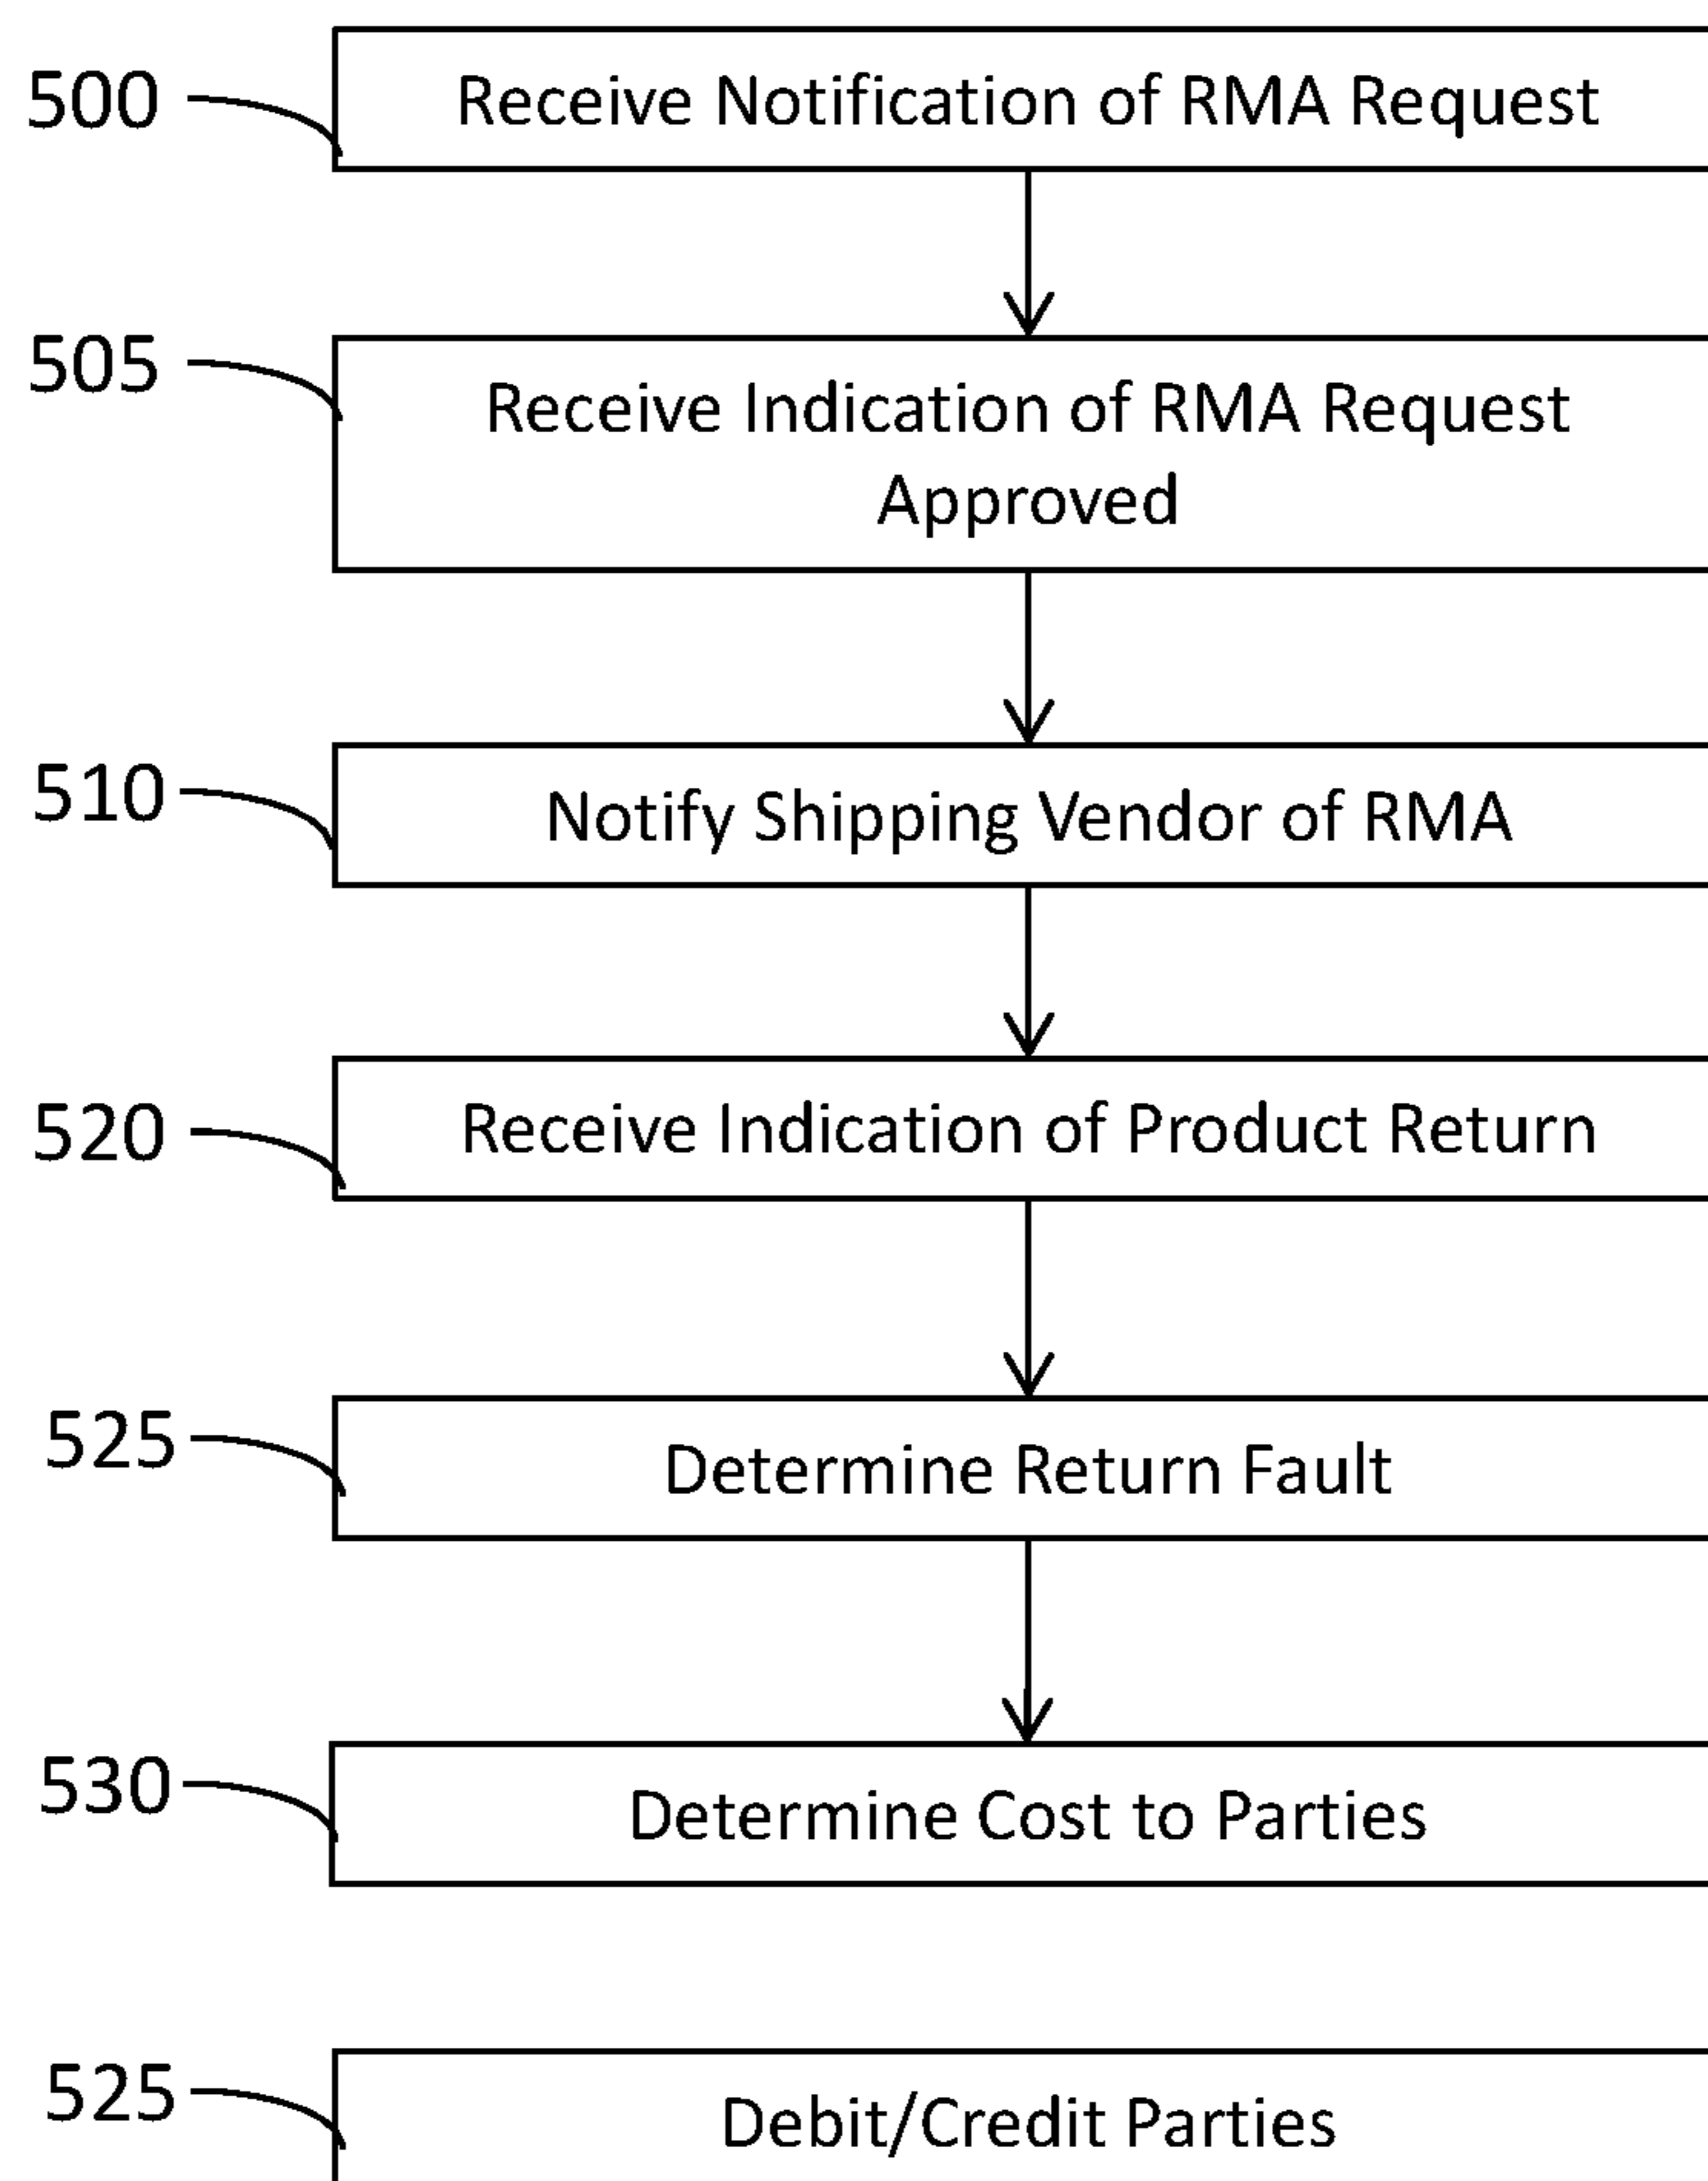 500 Receive Notification of RMA Request
505 Receive Indication of RMA Request
Approved
510 Notify Shipping Vendor of RMA
520 Receive Indication of Product Return
525 Determine Return Fault
530 Determine Cost to Parties
525 Debit/Credit Parties